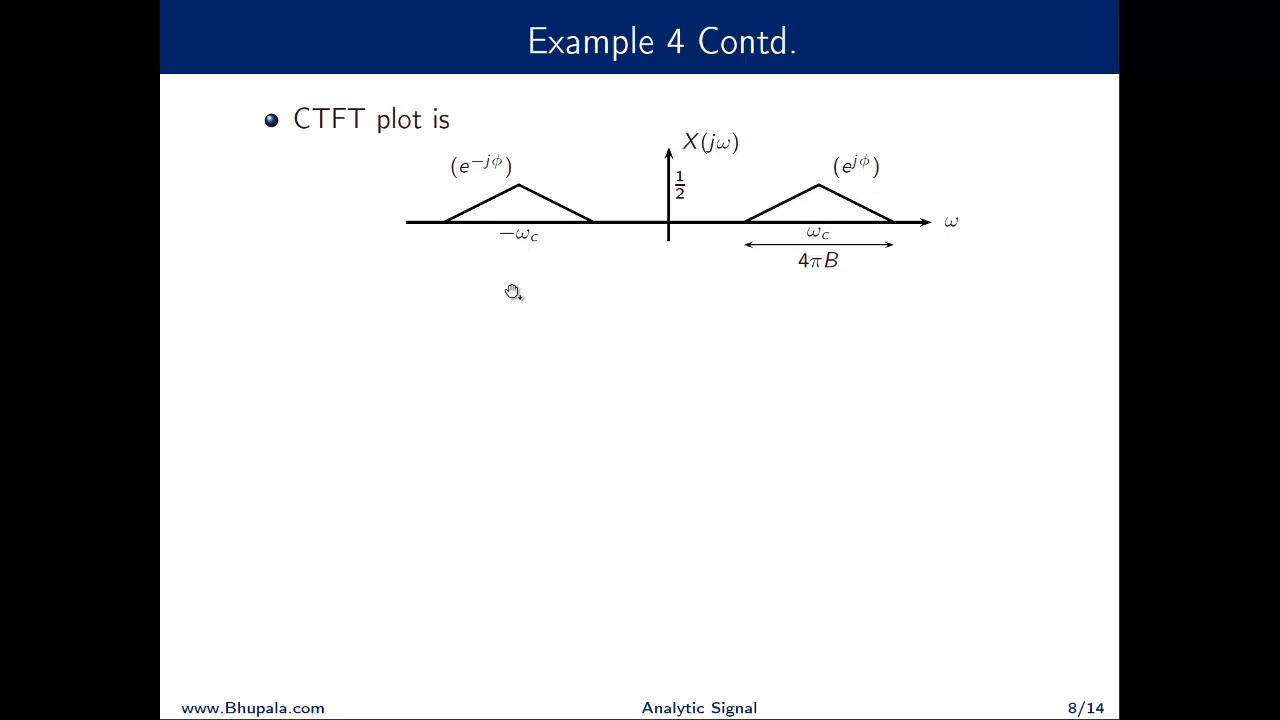 Example 4 Contd.
CTFT plot is
X(jω)
(e^{-jϕ})
(e^{jϕ})
1/2
ω
−ω_c
ω_c
4πB
www.Bhupala.com
Analytic Signal
8/14